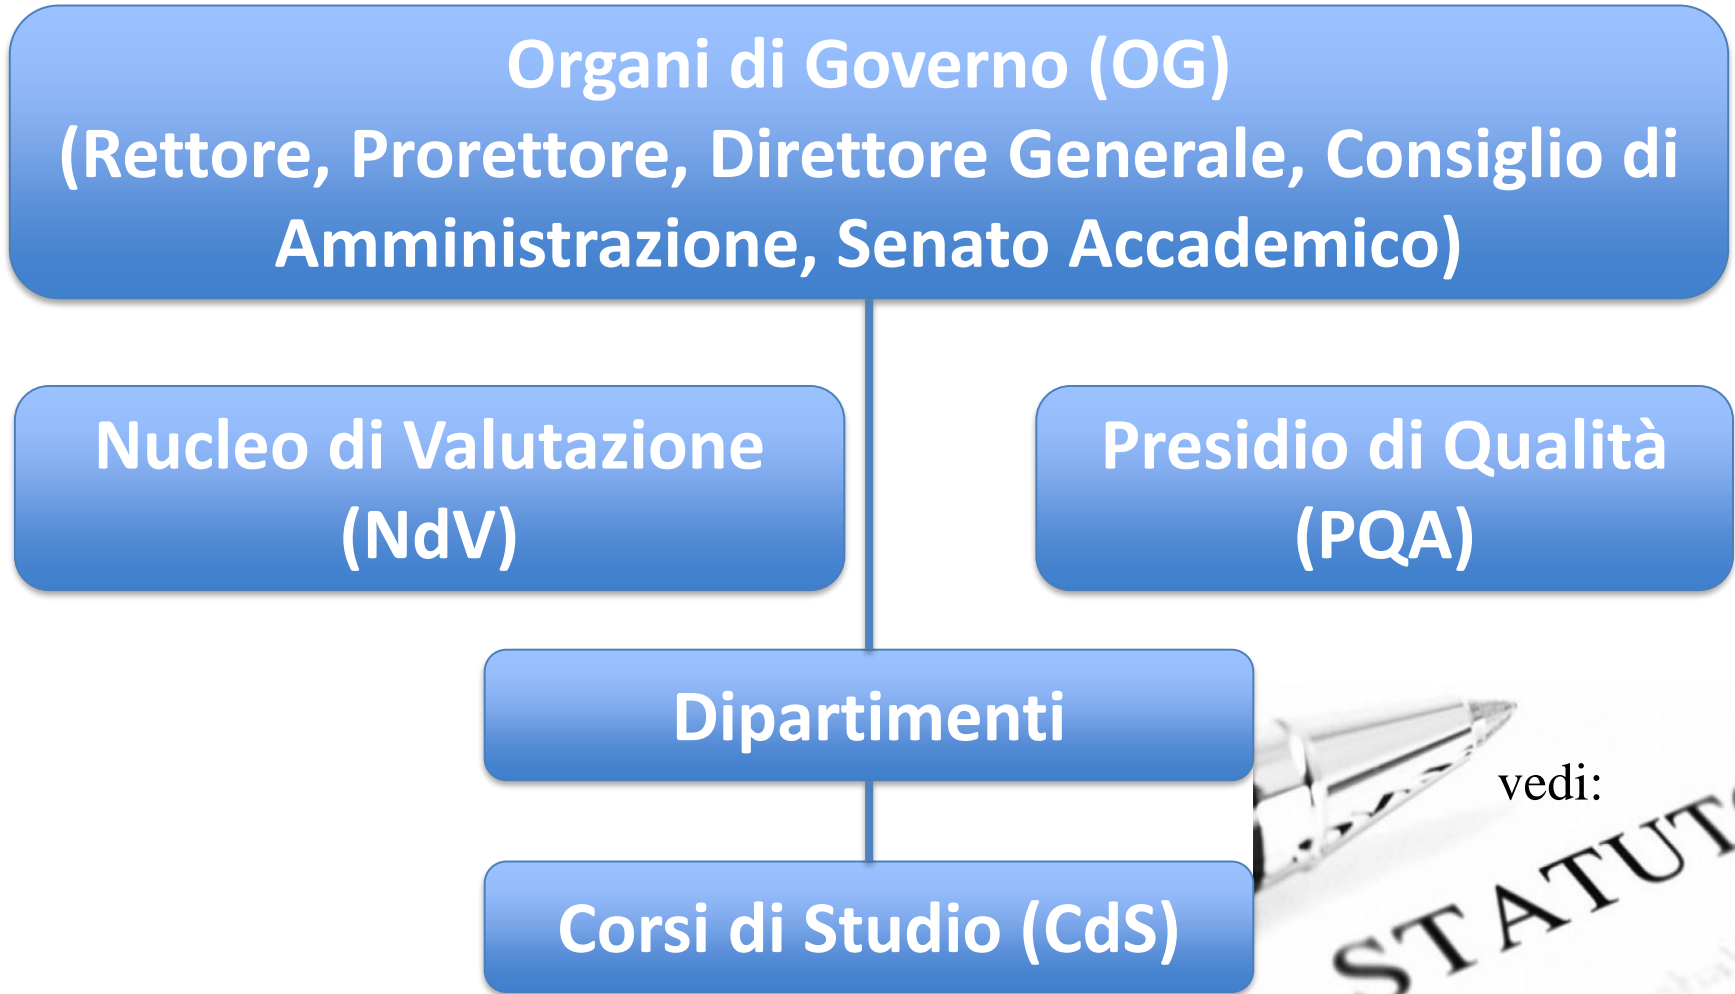 Organi di Governo (OG)
(Rettore, Prorettore, Direttore Generale, Consiglio di
Amministrazione, Senato Accademico)
Nucleo di Valutazione
(NdV)
Presidio di Qualità
(PQA)
Dipartimenti
vedi:
STATUTO
Corsi di Studio (CdS)